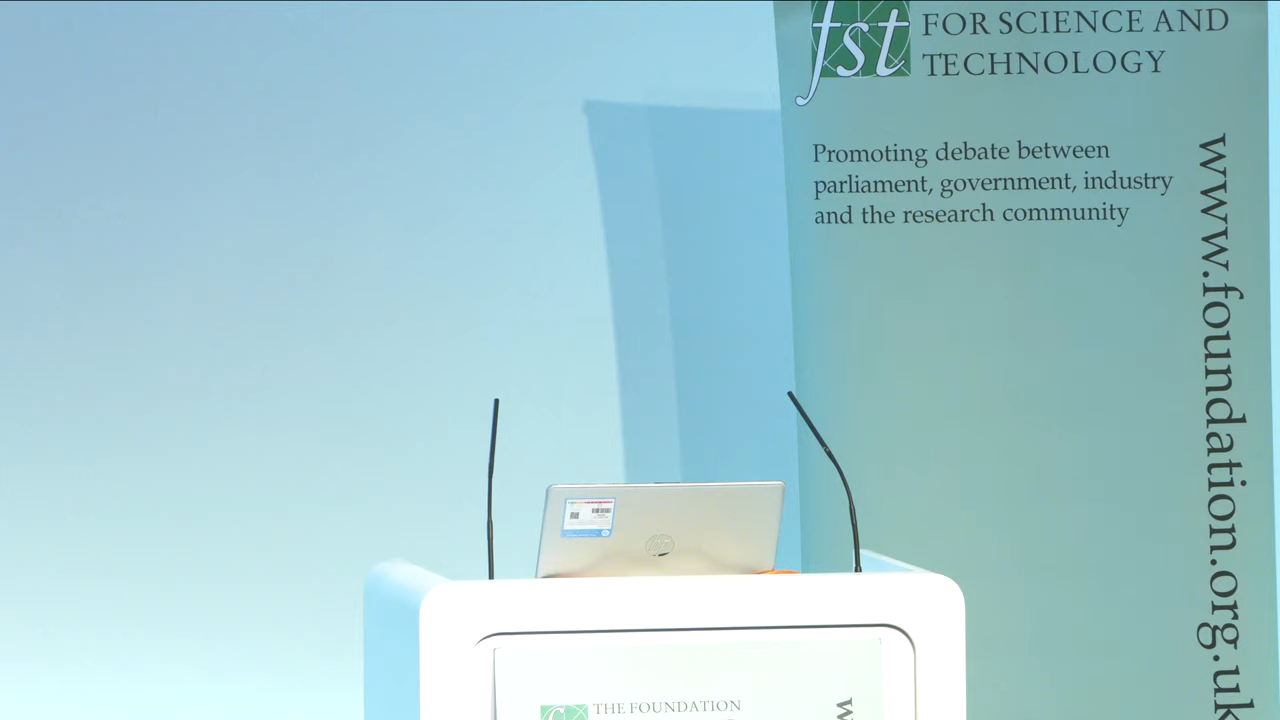 fst
FOR SCIENCE AND
TECHNOLOGY
Promoting debate between
parliament, government, industry
and the research community
www.foundation.org.uk
hp
THE FOUNDATION